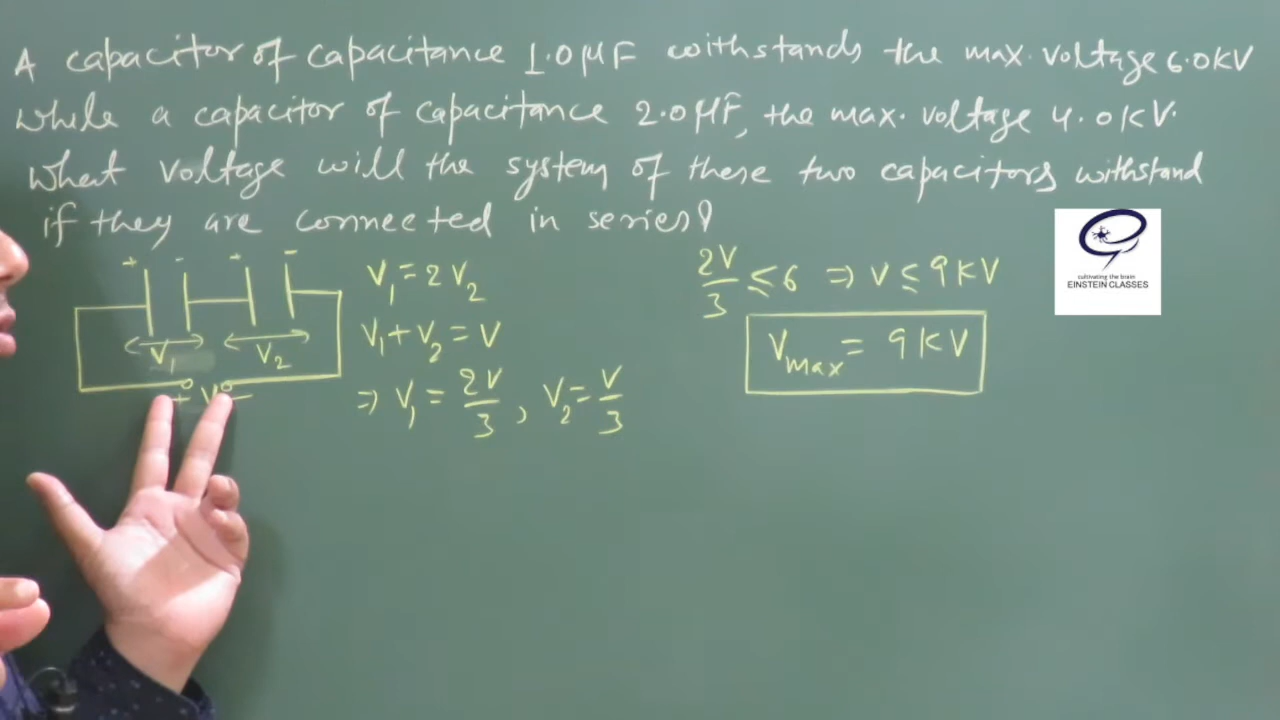 A capacitor of capacitance 1.0μF withstands the max. voltage 6.0kV
while a capacitor of capacitance 2.0μF, the max. voltage 4.0kV.
What voltage will the system of these two capacitors withstand
if they are connected in series?
+ - + -
V₁ V₂
+ V -
V₁ = 2V₂
V₁ + V₂ = V
⇒ V₁ = 2V/3 , V₂ = V/3
2V/3 ≤ 6 ⇒ V ≤ 9kV
Vmax = 9kV
cultivating the brain
EINSTEIN CLASSES